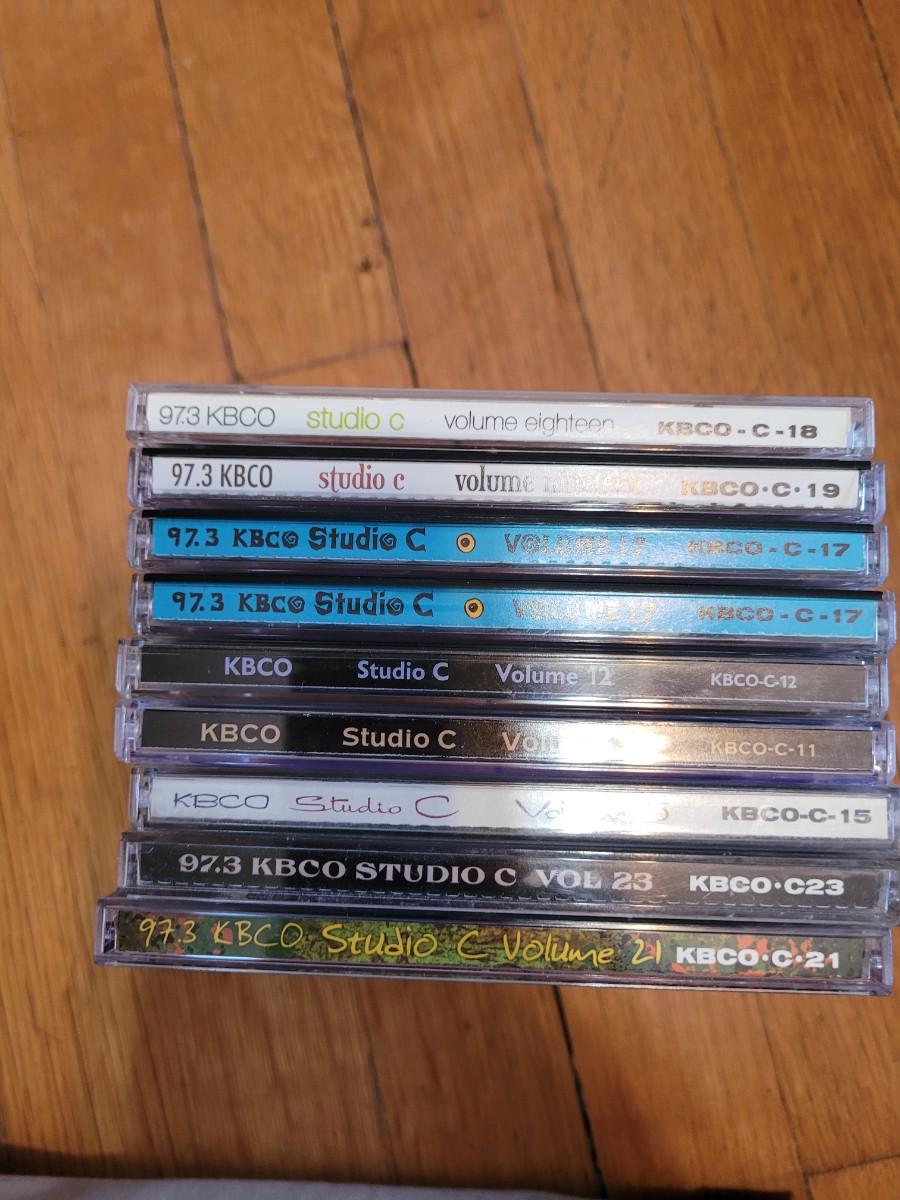 97.3 KBCO studio c volume eighteen KBCO - C - 18
97.3 KBCO studio c volume KBCO·C·19
97.3 KBCO Studio C VOLUME 17 KBCO - C - 17
97.3 KBCO Studio C VOLUME 17 KBCO - C - 17
KBCO Studio C Volume 12 KBCO-C-12
KBCO Studio C KBCO-C-11
KBCO Studio C KBCO-C-15
97.3 KBCO STUDIO C VOL 23 KBCO·C23
97.3 KBCO Studio C Volume 21 KBCO·C·21